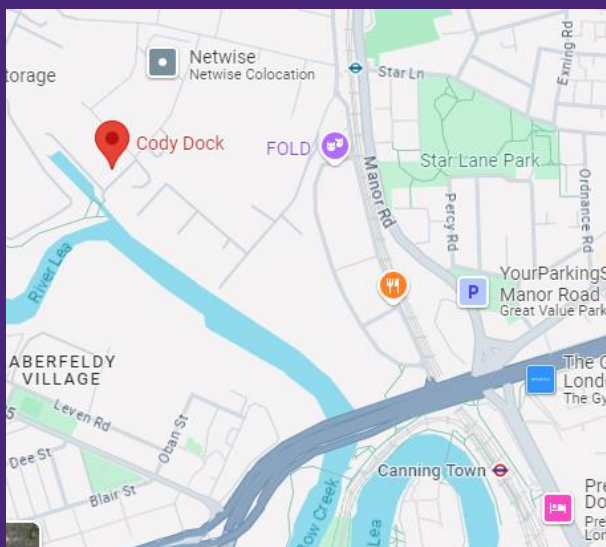 Netwise
Netwise Colocation
torage
Cody Dock
FOLD
Star Ln
Exning Rd
Star Lane Park
Manor Rd
Percy Rd
Ordnance Rd
River Lea
YourParkingS
Manor Road
Great Value Park
ABERFELDY
VILLAGE
The G
Londo
The Gy
Leven Rd
Oban St
Dee St
Blair St
5
Canning Town
Bow Creek
Lea
Pre
Do
Pre
Lon
P